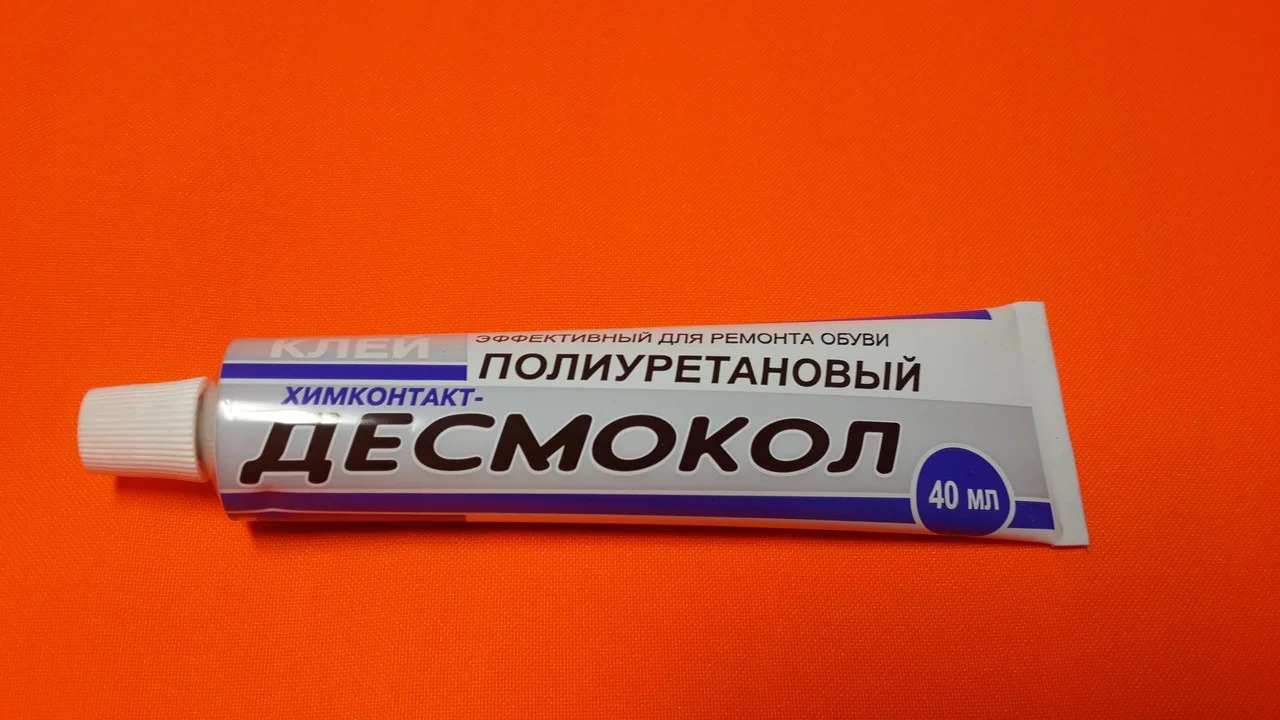 КЛЕЙ
ЭФФЕКТИВНЫЙ ДЛЯ РЕМОНТА ОБУВИ
ПОЛИУРЕТАНОВЫЙ
ХИМКОНТАКТ-
ДЕСМОКОЛ
40 мл